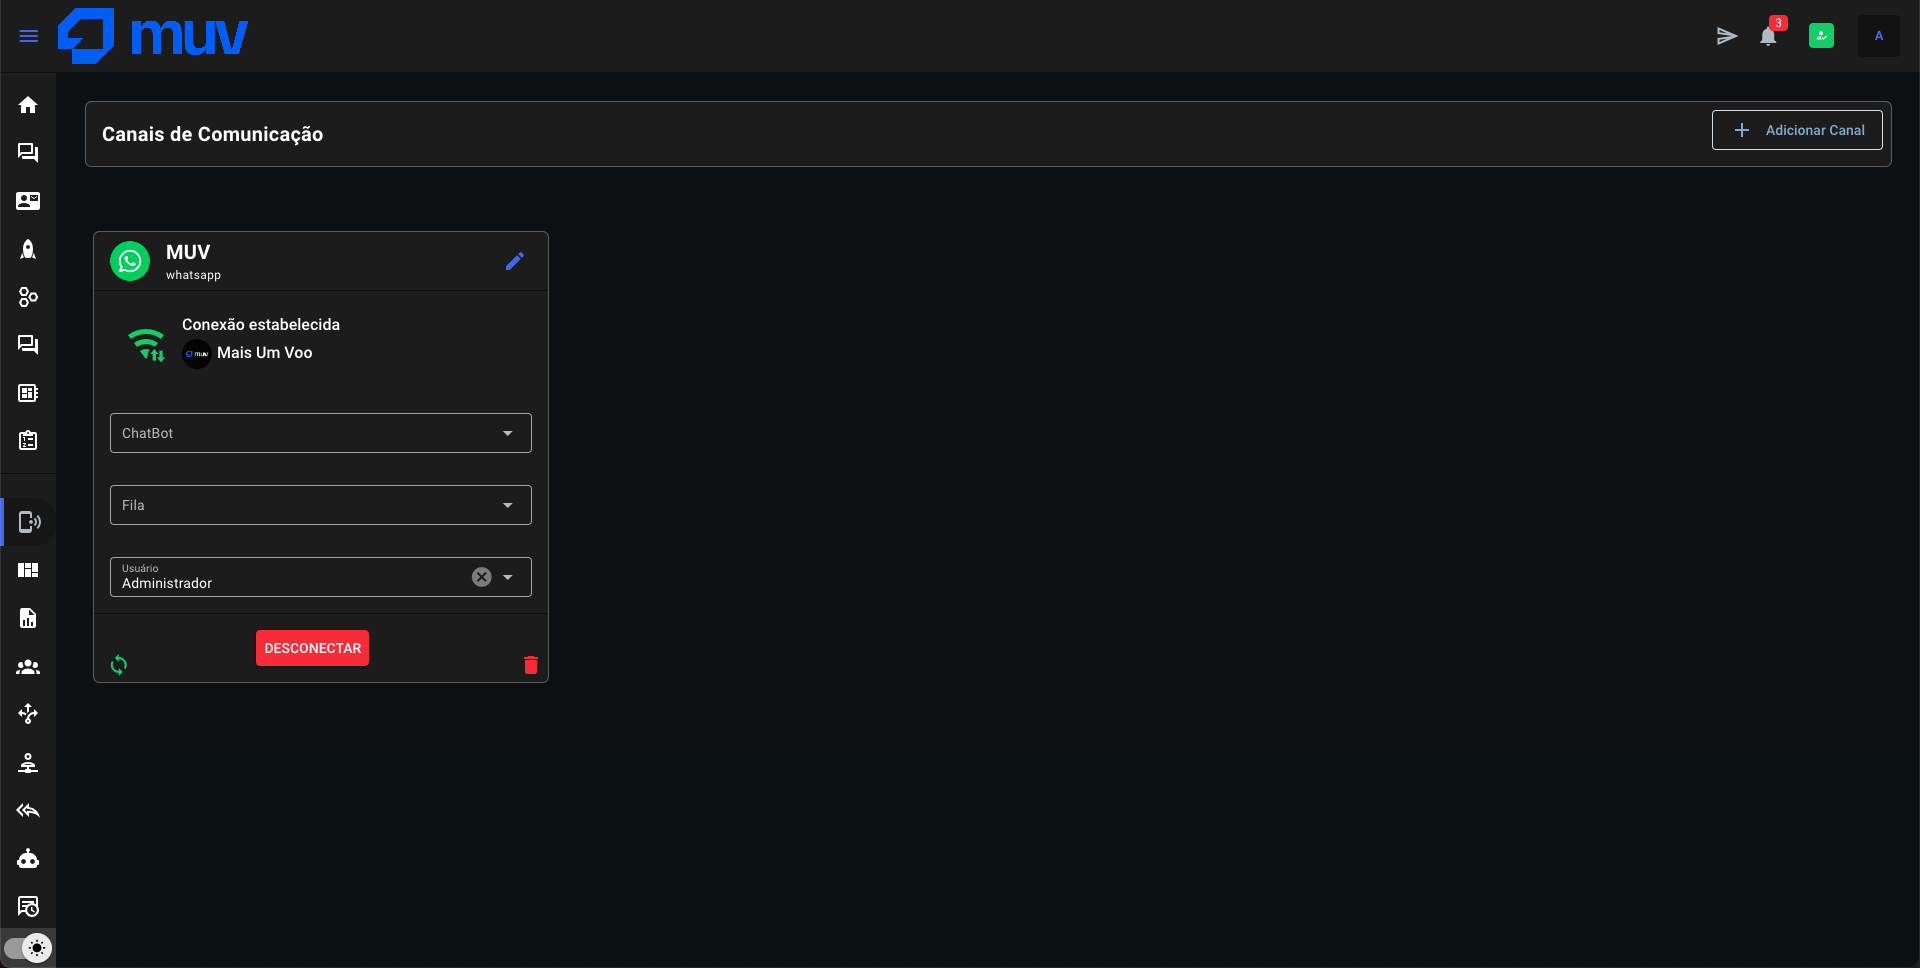 muv
3
A
Canais de Comunicação
Adicionar Canal
MUV
whatsapp
Conexão estabelecida
muv
Mais Um Voo
ChatBot
Fila
Usuário
Administrador
DESCONECTAR